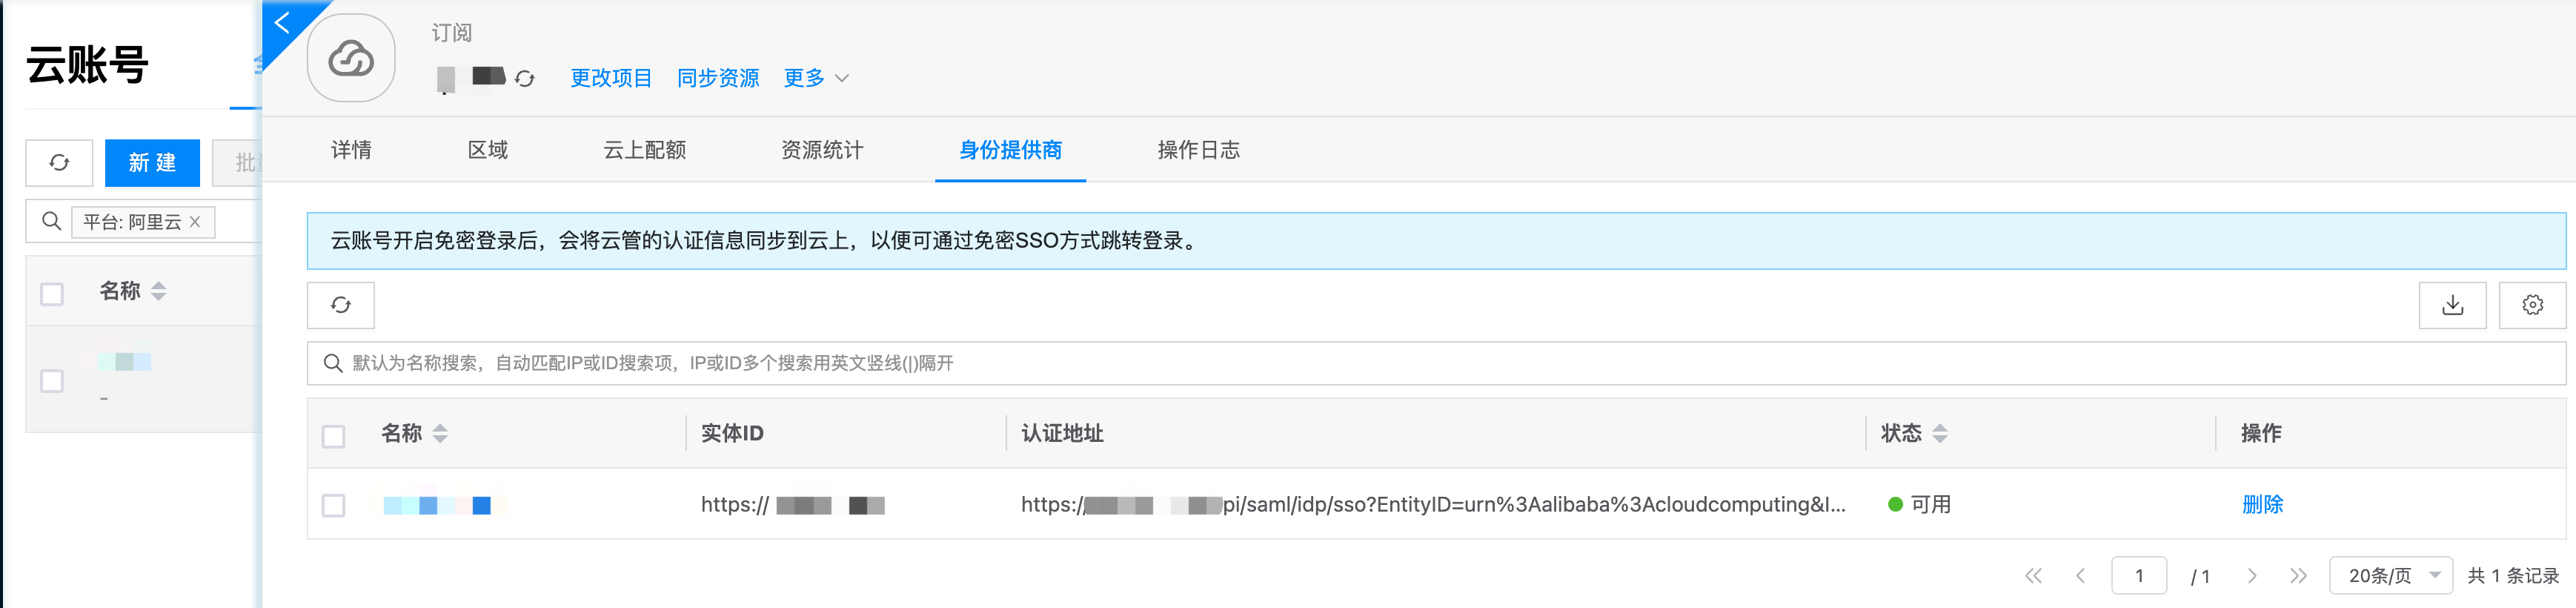 云账号
新 建
平台: 阿里云
名称
-
订阅
更改项目 同步资源 更多
详情 区域 云上配额 资源统计 身份提供商 操作日志
云账号开启免密登录后，会将云管的认证信息同步到云上，以便可通过免密SSO方式跳转登录。
默认为名称搜索，自动匹配IP或ID搜索项，IP或ID多个搜索用英文竖线(|)隔开
名称 实体ID 认证地址 状态 操作
https:// https:/ pi/saml/idp/sso?EntityID=urn%3Aalibaba%3Acloudcomputing&I... 可用 删除
1 / 1 20条/页 共 1 条记录